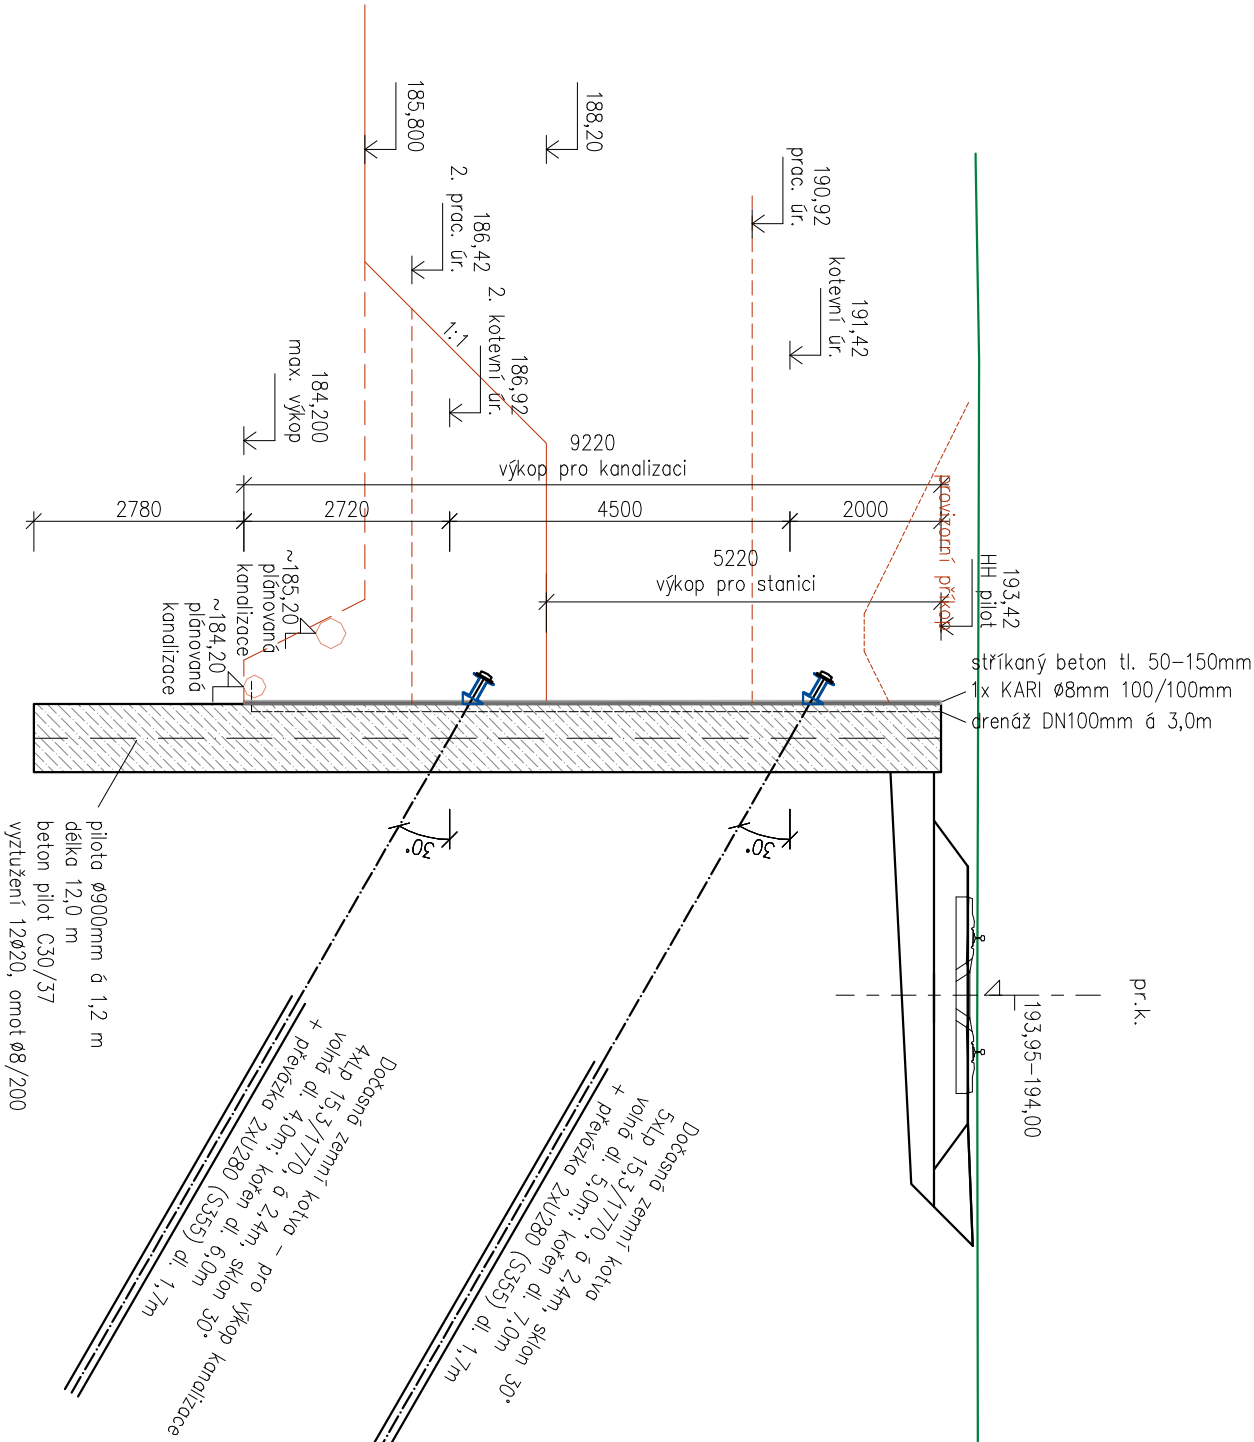 185,800
188,20
190,92
prac. úr.
186,42
2. prac. úr.
191,42
kotevní úr.
186,92
2. kotevní úr.
1:1
184,200
max. výkop
9220
výkop pro kanalizaci
2780
2720
4500
2000
5220
výkop pro stanici
provizorní příkop
193,42
HH pilot
~185,20
plánovaná
kanalizace
~184,20
plánovaná
kanalizace
stříkaný beton tl. 50-150mm
1x KARI ø8mm 100/100mm
drenáž DN100mm á 3,0m
30°
30°
pilota ø900mm á 1,2 m
délka 12,0 m
beton pilot C30/37
vyztužení 12ø20, omot ø8/200
pr.k.
193,95-194,00
Dočasná zemní kotva - pro výkop kanalizace
4xLp 15,3/1770, á 2,4m, sklon 30°
volná dl. 4,0m; kořen dl. 6,0m
+ převázka 2xU280 (S355) dl. 1,7m
Dočasná zemní kotva
5xLp 15,3/1770, á 2,4m, sklon 30°
volná dl. 5,0m; kořen dl. 7,0m
+ převázka 2xU280 (S355) dl. 1,7m